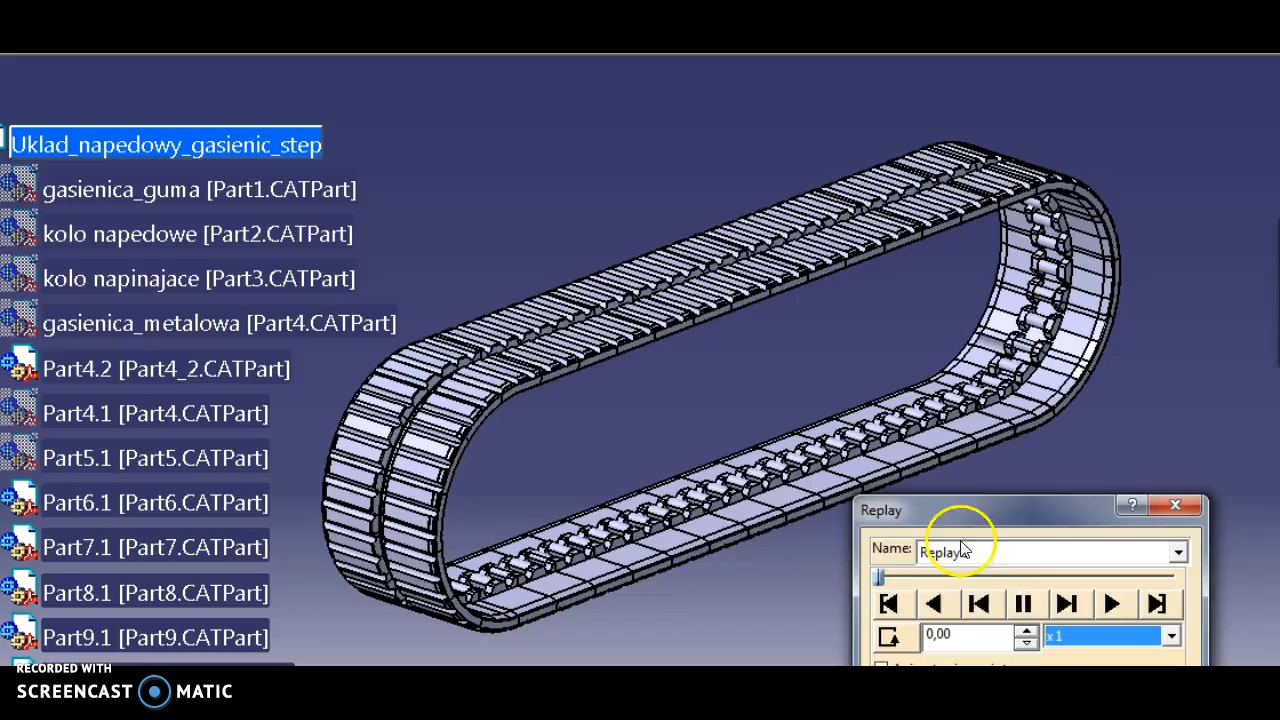 Uklad_napedowy_gasienic_step
gasienica_guma [Part1.CATPart]
kolo napedowe [Part2.CATPart]
kolo napinajace [Part3.CATPart]
gasienica_metalowa [Part4.CATPart]
Part4.2 [Part4_2.CATPart]
Part4.1 [Part4.CATPart]
Part5.1 [Part5.CATPart]
Part6.1 [Part6.CATPart]
Part7.1 [Part7.CATPart]
Part8.1 [Part8.CATPart]
Part9.1 [Part9.CATPart]
Replay
?
Name:
0,00
x1
RECORDED WITH
SCREENCAST MATIC